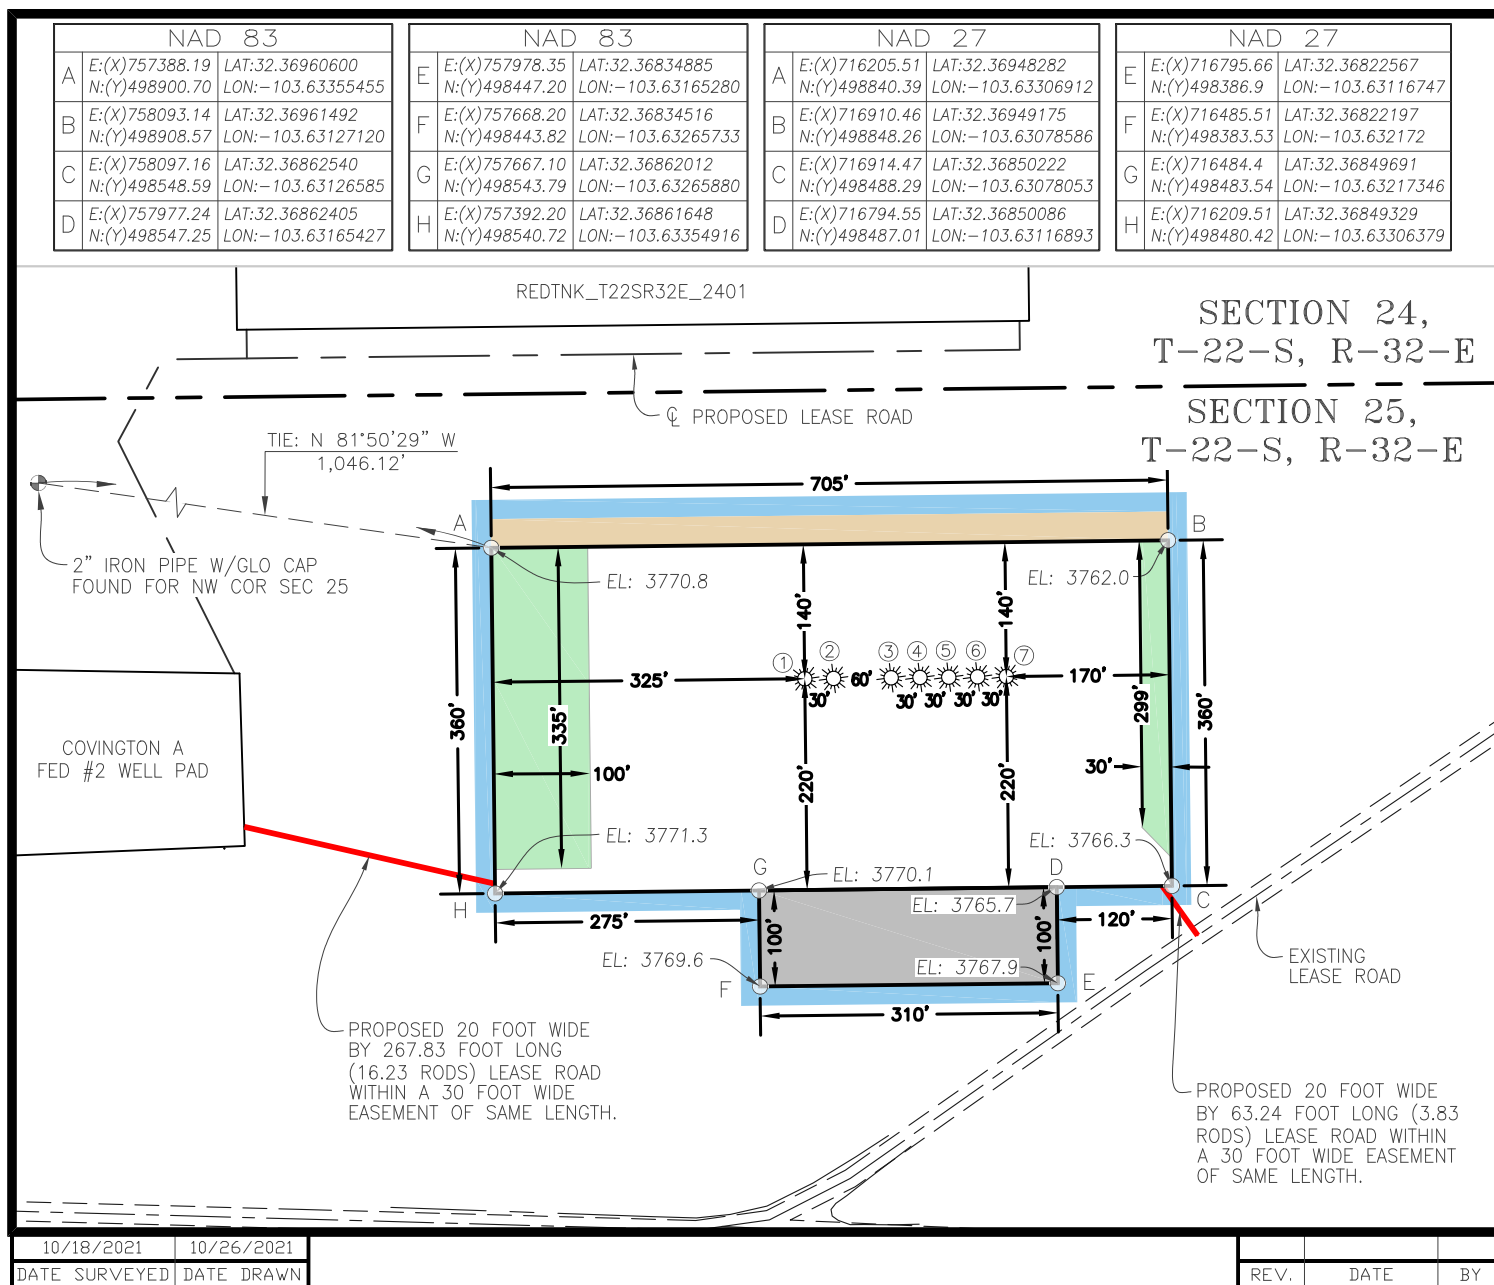 NAD 83
A
E:(X)757388.19 LAT:32.36960600
N:(Y)498900.70 LON:-103.63355455
B
E:(X)758093.14 LAT:32.36961492
N:(Y)498908.57 LON:-103.63127120
C
E:(X)758097.16 LAT:32.36862540
N:(Y)498548.59 LON:-103.63126585
D
E:(X)757977.24 LAT:32.36862405
N:(Y)498547.25 LON:-103.63165427
NAD 83
E
E:(X)757978.35 LAT:32.36834885
N:(Y)498447.20 LON:-103.63165280
F
E:(X)757668.20 LAT:32.36834516
N:(Y)498443.82 LON:-103.63265733
G
E:(X)757667.10 LAT:32.36862012
N:(Y)498543.79 LON:-103.63265880
H
E:(X)757392.20 LAT:32.36861648
N:(Y)498540.72 LON:-103.63354916
NAD 27
A
E:(X)716205.51 LAT:32.36948282
N:(Y)498840.39 LON:-103.63306912
B
E:(X)716910.46 LAT:32.36949175
N:(Y)498848.26 LON:-103.63078586
C
E:(X)716914.47 LAT:32.36850222
N:(Y)498488.29 LON:-103.63078053
D
E:(X)716794.55 LAT:32.36850086
N:(Y)498487.01 LON:-103.63116893
NAD 27
E
E:(X)716795.66 LAT:32.36822567
N:(Y)498386.9 LON:-103.63116747
F
E:(X)716485.51 LAT:32.36822197
N:(Y)498383.53 LON:-103.632172
G
E:(X)716484.4 LAT:32.36849691
N:(Y)498483.54 LON:-103.63217346
H
E:(X)716209.51 LAT:32.36849329
N:(Y)498480.42 LON:-103.63306379
REDTNK_T22SR32E_2401
SECTION 24,
T-22-S, R-32-E
℄ PROPOSED LEASE ROAD
SECTION 25,
T-22-S, R-32-E
TIE: N 81°50'29" W
1,046.12'
705'
A
B
2" IRON PIPE W/GLO CAP
FOUND FOR NW COR SEC 25
EL: 3770.8
EL: 3762.0
140'
140'
① ② ③ ④ ⑤ ⑥ ⑦
325'
60'
170'
30' 30' 30' 30' 30'
360'
335'
299'
360'
COVINGTON A
FED #2 WELL PAD
100'
220'
220'
30'
EL: 3771.3
EL: 3766.3
G
EL: 3770.1
D
H
EL: 3765.7
C
275'
100'
100'
120'
EL: 3769.6
EL: 3767.9
F
E
EXISTING
LEASE ROAD
310'
PROPOSED 20 FOOT WIDE
BY 267.83 FOOT LONG
(16.23 RODS) LEASE ROAD
WITHIN A 30 FOOT WIDE
EASEMENT OF SAME LENGTH.
PROPOSED 20 FOOT WIDE
BY 63.24 FOOT LONG (3.83
RODS) LEASE ROAD WITHIN
A 30 FOOT WIDE EASEMENT
OF SAME LENGTH.
10/18/2021 10/26/2021
DATE SURVEYED DATE DRAWN
REV. DATE BY